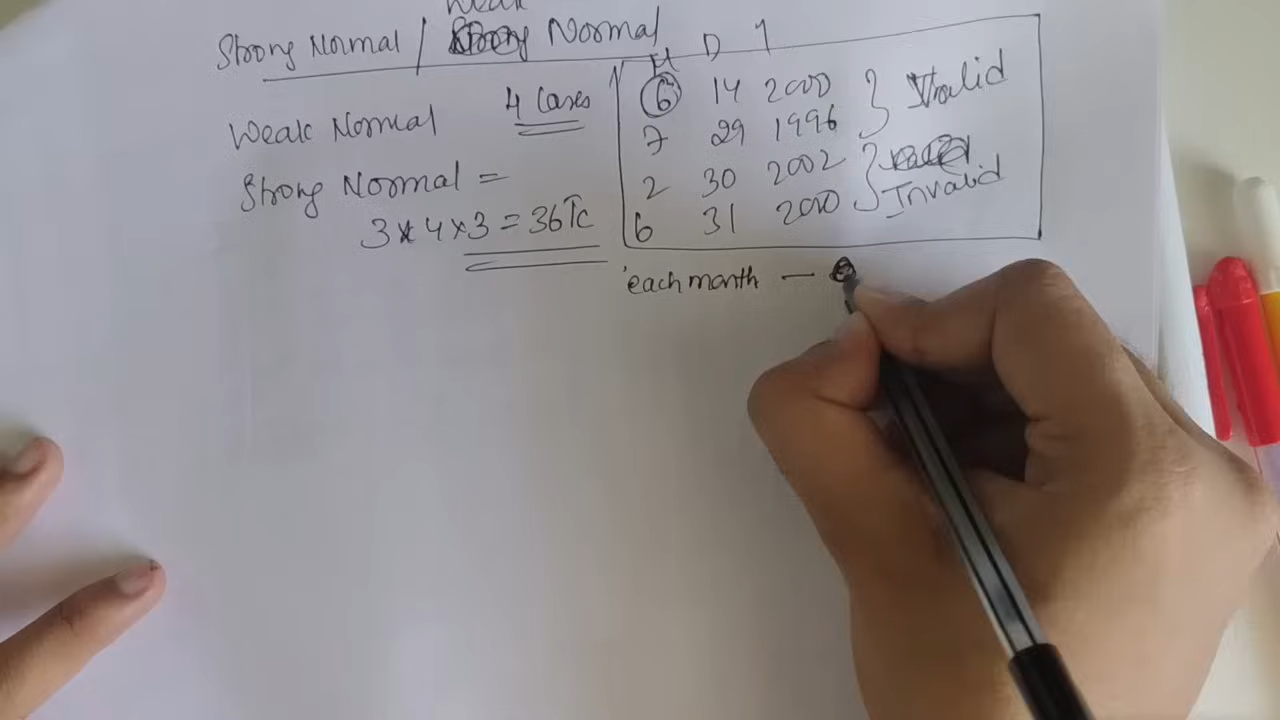 Weak
Strong Normal / Normal
Weak Normal 4 Cases
Strong Normal =
3*4*3 = 36 Tc
M D Y
6 14 2000
7 29 1996
Valid
2 30 2002
6 31 2000
Invalid
each month —